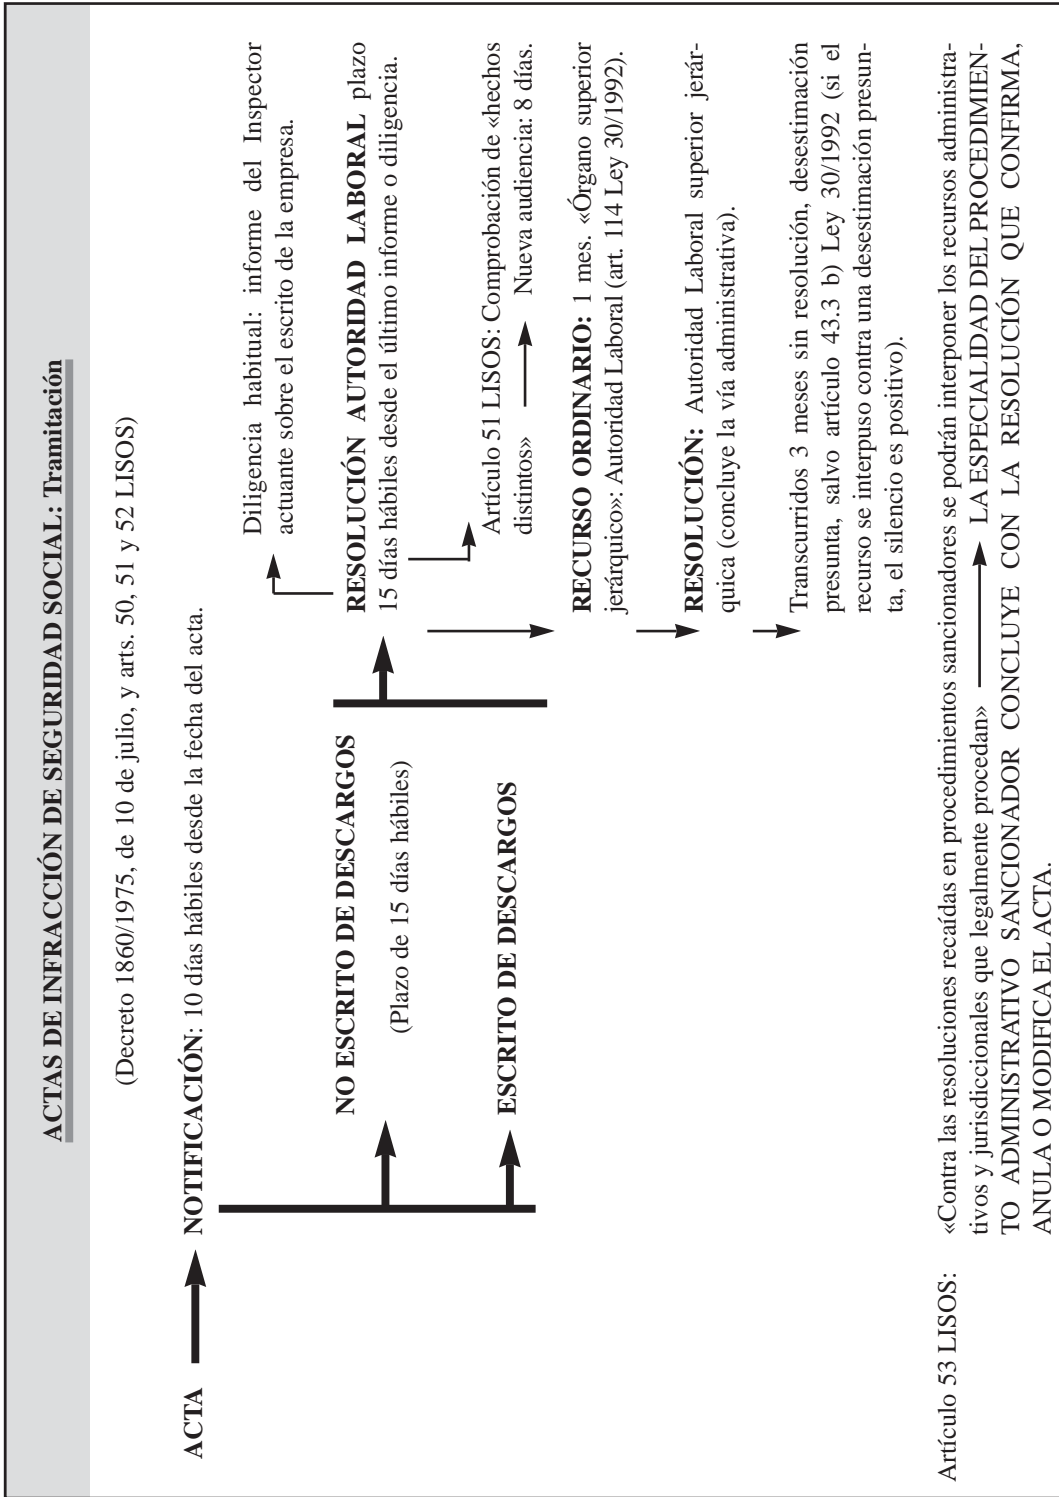 ACTAS DE INFRACCIÓN DE SEGURIDAD SOCIAL: Tramitación
(Decreto 1860/1975, de 10 de julio, y arts. 50, 51 y 52 LISOS)
ACTA NOTIFICACIÓN: 10 días hábiles desde la fecha del acta.
NO ESCRITO DE DESCARGOS
(Plazo de 15 días hábiles)
ESCRITO DE DESCARGOS
Diligencia habitual: informe del Inspector
actuante sobre el escrito de la empresa.
RESOLUCIÓN AUTORIDAD LABORAL plazo
15 días hábiles desde el último informe o diligencia.
Artículo 51 LISOS: Comprobación de «hechos
distintos» Nueva audiencia: 8 días.
RECURSO ORDINARIO: 1 mes. «Órgano superior
jerárquico»: Autoridad Laboral (art. 114 Ley 30/1992).
RESOLUCIÓN: Autoridad Laboral superior jerár-
quica (concluye la vía administrativa).
Transcurridos 3 meses sin resolución, desestimación
presunta, salvo artículo 43.3 b) Ley 30/1992 (si el
recurso se interpuso contra una desestimación presun-
ta, el silencio es positivo).
Artículo 53 LISOS: «Contra las resoluciones recaídas en procedimientos sancionadores se podrán interponer los recursos administra-
tivos y jurisdiccionales que legalmente procedan» LA ESPECIALIDAD DEL PROCEDIMIEN-
TO ADMINISTRATIVO SANCIONADOR CONCLUYE CON LA RESOLUCIÓN QUE CONFIRMA,
ANULA O MODIFICA EL ACTA.